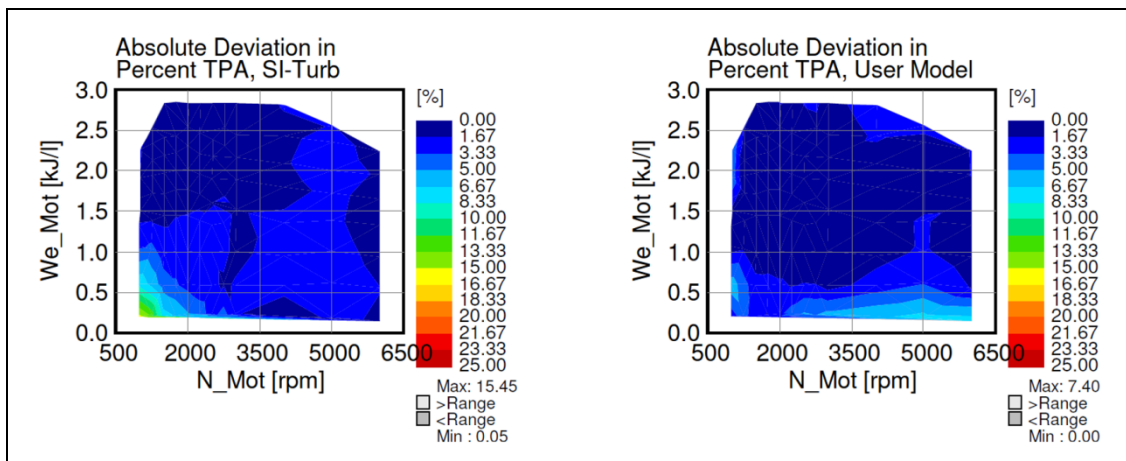 Absolute Deviation in
Percent TPA, SI-Turb
[%]
3.0
2.5
2.0
1.5
1.0
0.5
0.0
We_Mot [kJ/l]
500 2000 3500 5000 6500
N_Mot [rpm]
0.00
1.67
3.33
5.00
6.67
8.33
10.00
11.67
13.33
15.00
16.67
18.33
20.00
21.67
23.33
25.00
Max: 15.45
>Range
<Range
Min : 0.05
Absolute Deviation in
Percent TPA, User Model
[%]
3.0
2.5
2.0
1.5
1.0
0.5
0.0
We_Mot [kJ/l]
500 2000 3500 5000 6500
N_Mot [rpm]
0.00
1.67
3.33
5.00
6.67
8.33
10.00
11.67
13.33
15.00
16.67
18.33
20.00
21.67
23.33
25.00
Max: 7.40
>Range
<Range
Min : 0.00